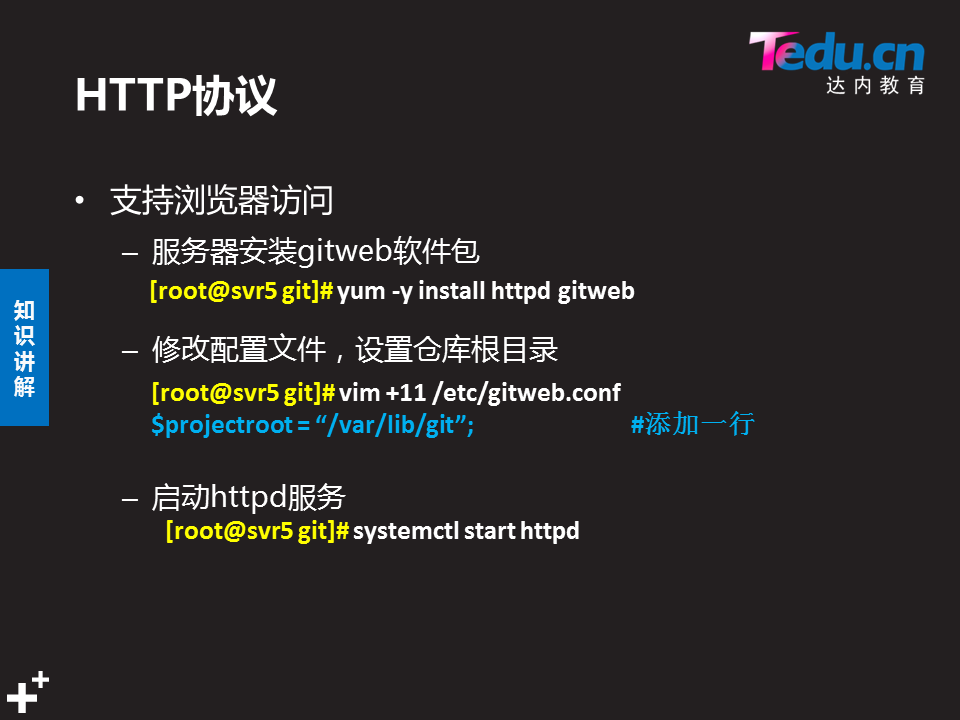 Tedu.cn
达内教育
HTTP协议
• 支持浏览器访问
– 服务器安装gitweb软件包
[root@svr5 git]# yum -y install httpd gitweb
– 修改配置文件，设置仓库根目录
[root@svr5 git]# vim +11 /etc/gitweb.conf
$projectroot = “/var/lib/git”; #添加一行
– 启动httpd服务
[root@svr5 git]# systemctl start httpd
知
识
讲
解